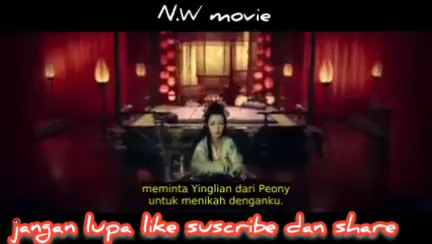 N.W movie
meminta Yinglian dari Peony
untuk menikah denganku.
jangan lupa like suscribe dan share